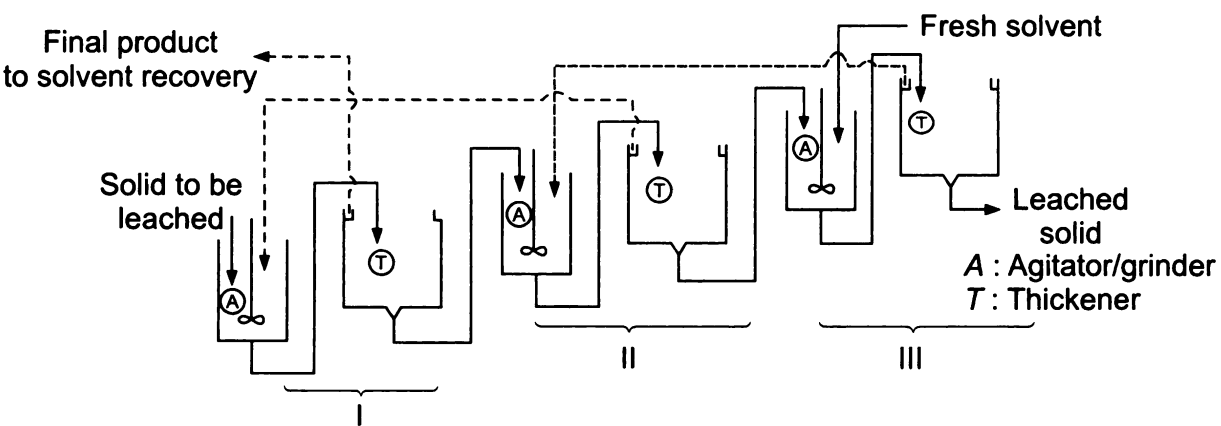 Final product
to solvent recovery
Fresh solvent
Solid to be
leached
A
T
A
T
A
T
Leached
solid
A : Agitator/grinder
T : Thickener
I
II
III